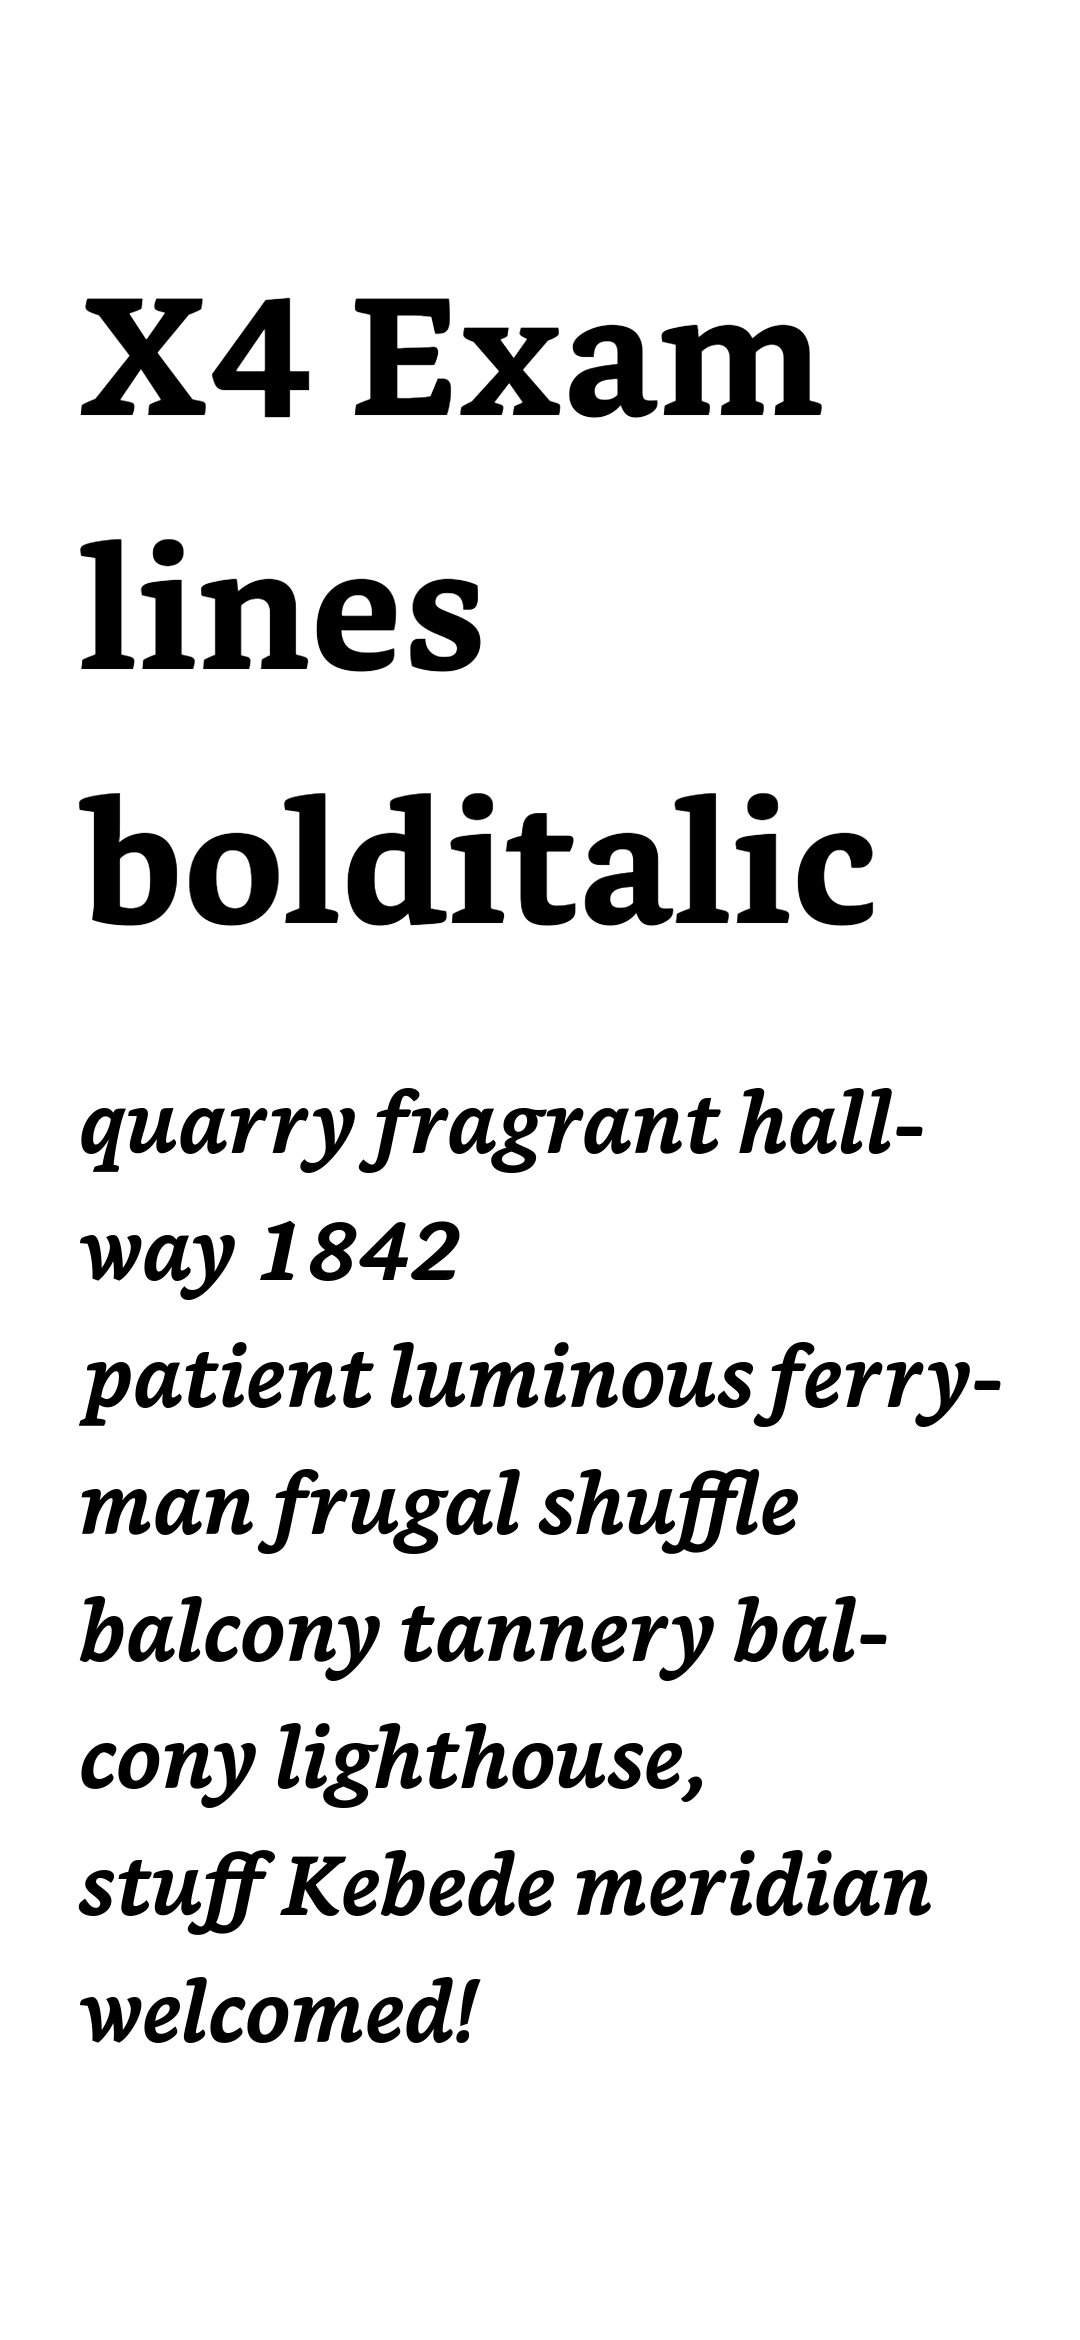 X4 Exam
lines
bolditalic
quarry fragrant hall-
way 1842
patient luminous ferry-
man frugal shuffle
balcony tannery bal-
cony lighthouse,
stuff Kebede meridian
welcomed!